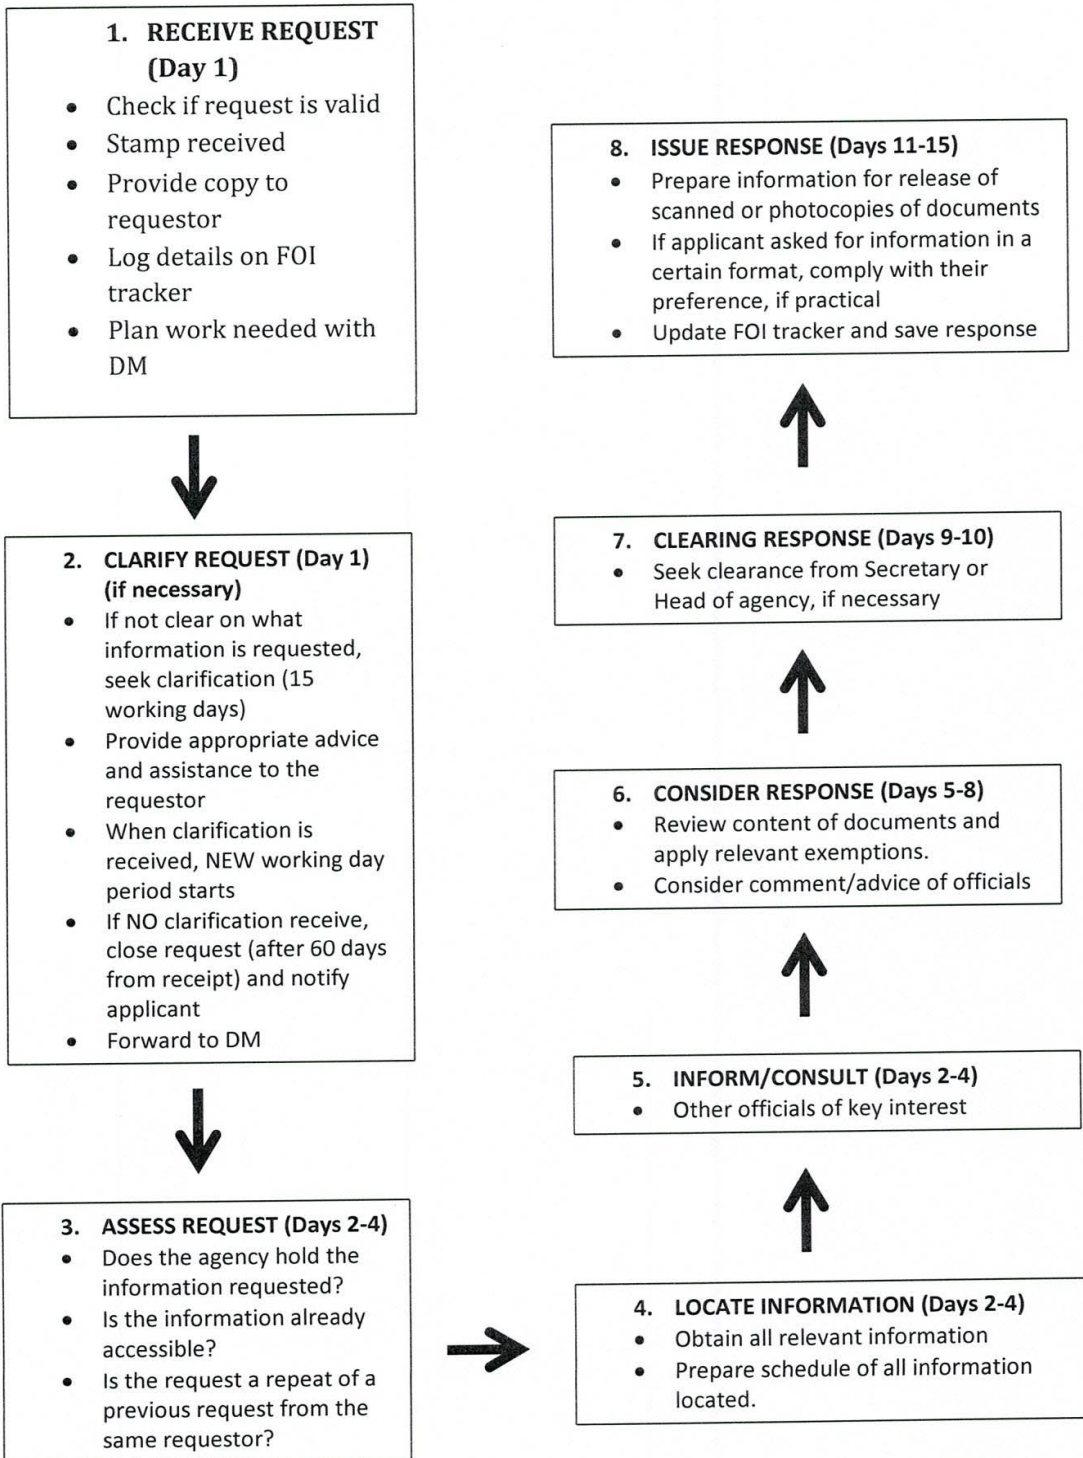 1. RECEIVE REQUEST
(Day 1)
• Check if request is valid
• Stamp received
• Provide copy to
requestor
• Log details on FOI
tracker
• Plan work needed with
DM
2. CLARIFY REQUEST (Day 1)
(if necessary)
• If not clear on what
information is requested,
seek clarification (15
working days)
• Provide appropriate advice
and assistance to the
requestor
• When clarification is
received, NEW working day
period starts
• If NO clarification receive,
close request (after 60 days
from receipt) and notify
applicant
• Forward to DM
3. ASSESS REQUEST (Days 2-4)
• Does the agency hold the
information requested?
• Is the information already
accessible?
• Is the request a repeat of a
previous request from the
same requestor?
4. LOCATE INFORMATION (Days 2-4)
• Obtain all relevant information
• Prepare schedule of all information
located.
5. INFORM/CONSULT (Days 2-4)
• Other officials of key interest
6. CONSIDER RESPONSE (Days 5-8)
• Review content of documents and
apply relevant exemptions.
• Consider comment/advice of officials
7. CLEARING RESPONSE (Days 9-10)
• Seek clearance from Secretary or
Head of agency, if necessary
8. ISSUE RESPONSE (Days 11-15)
• Prepare information for release of
scanned or photocopies of documents
• If applicant asked for information in a
certain format, comply with their
preference, if practical
• Update FOI tracker and save response